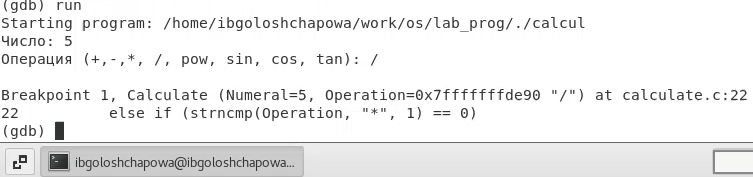 (gdb) run
Starting program: /home/ibgoloshchapowa/work/os/lab_prog/./calcul
Число: 5
Операция (+,-,*, /, pow, sin, cos, tan): /
Breakpoint 1, Calculate (Numeral=5, Operation=0x7fffffffde90 "/") at calculate.c:22
22          else if (strncmp(Operation, "*", 1) == 0)
(gdb)
ibgoloshchapowa@ibgoloshchapowa...